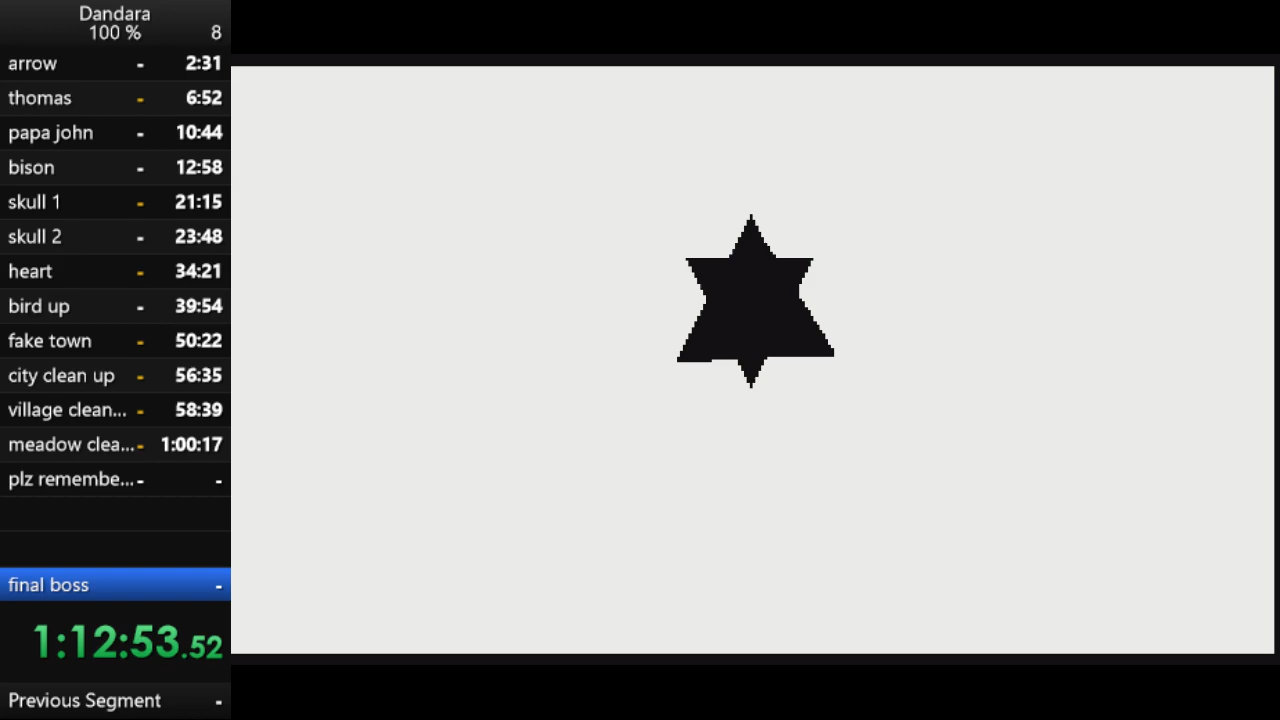 Dandara
100 % 8
arrow - 2:31
thomas - 6:52
papa john - 10:44
bison - 12:58
skull 1 - 21:15
skull 2 - 23:48
heart - 34:21
bird up - 39:54
fake town - 50:22
city clean up - 56:35
village clean... - 58:39
meadow clea... - 1:00:17
plz remembe... - -
final boss -
1:12:53.52
Previous Segment -